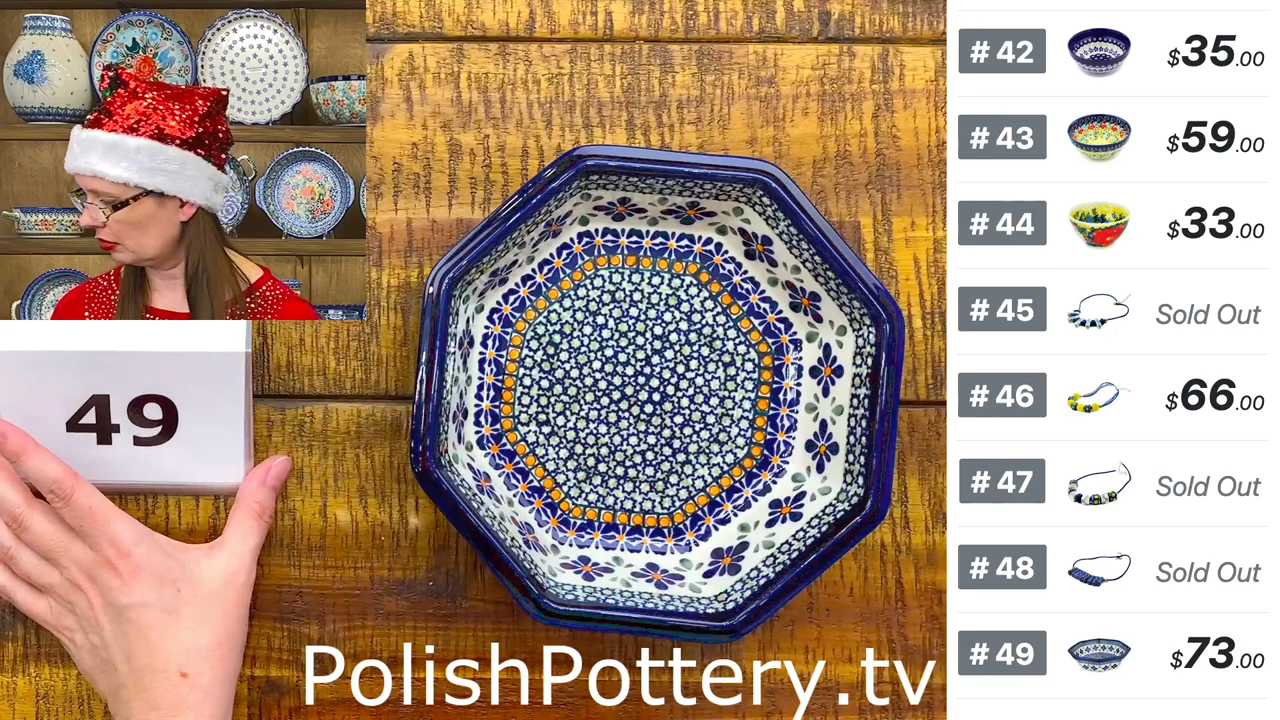 49
PolishPottery.tv
# 42 $35.00
# 43 $59.00
# 44 $33.00
# 45 Sold Out
# 46 $66.00
# 47 Sold Out
# 48 Sold Out
# 49 $73.00